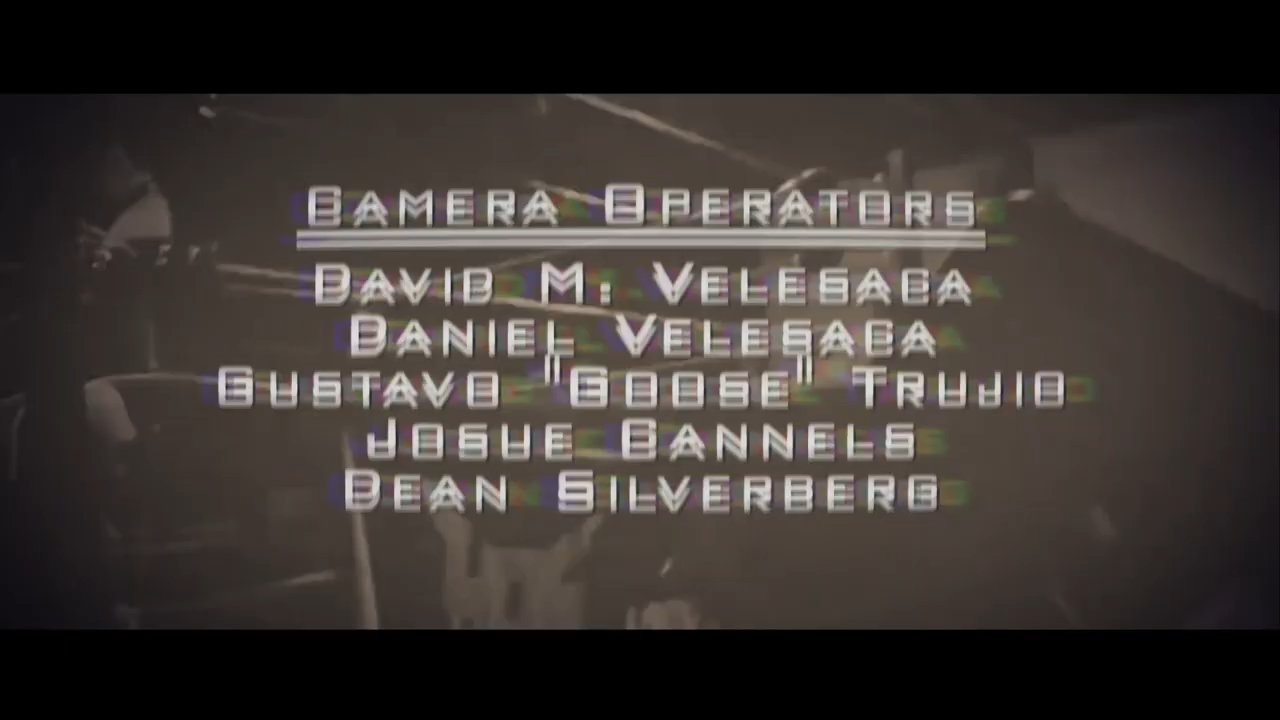 Camera Operators
David M. Velesaca
Daniel Velesaca
Gustavo "Goose" Trujio
Josue Cannels
Dean Silverberg